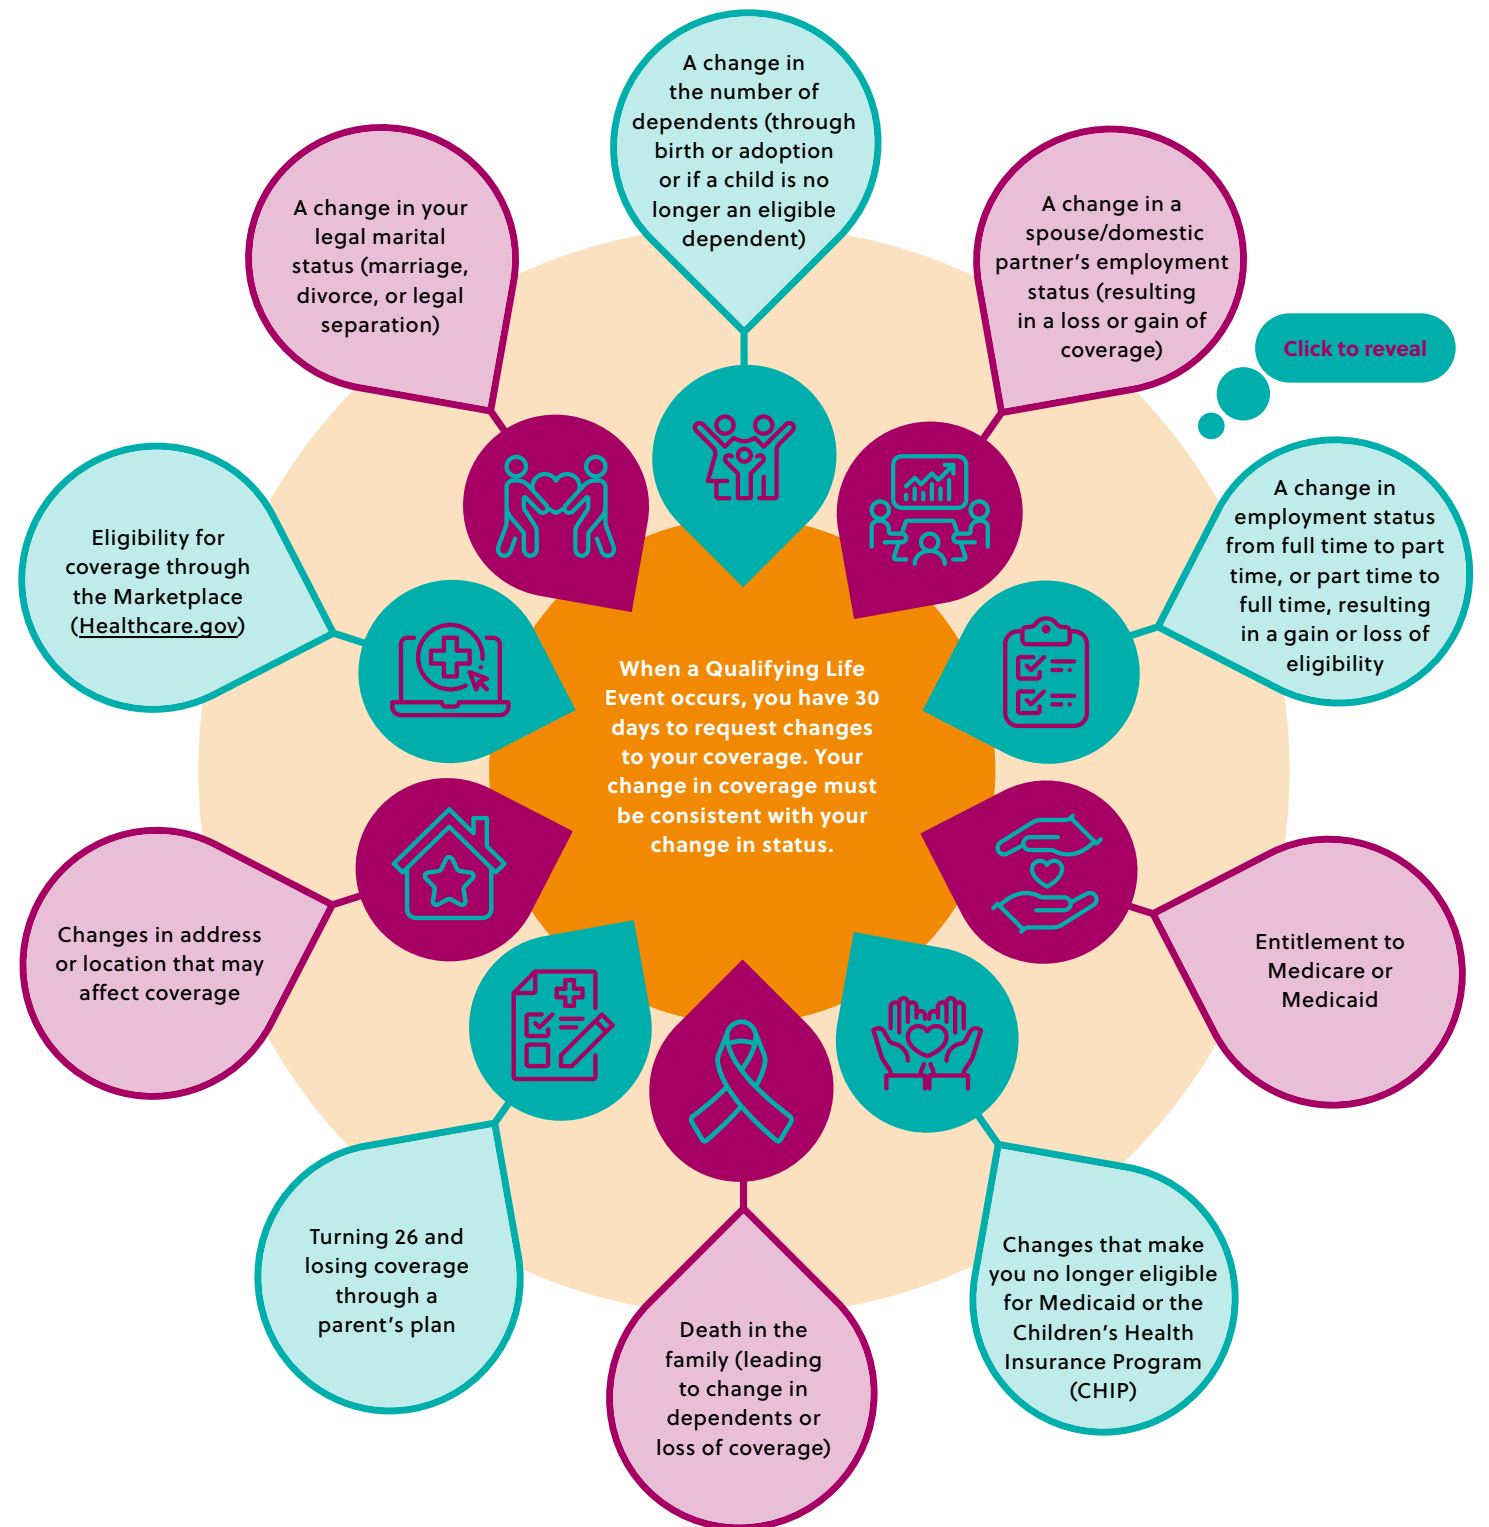 A change in
the number of
dependents (through
birth or adoption
or if a child is no
longer an eligible
dependent)
A change in a
spouse/domestic
partner’s employment
status (resulting
in a loss or gain of
coverage)
Click to reveal
A change in
employment status
from full time to part
time, or part time to
full time, resulting
in a gain or loss of
eligibility
Entitlement to
Medicare or
Medicaid
Changes that make
you no longer eligible
for Medicaid or the
Children’s Health
Insurance Program
(CHIP)
Death in the
family (leading
to change in
dependents or
loss of coverage)
Turning 26 and
losing coverage
through a
parent’s plan
Changes in address
or location that may
affect coverage
Eligibility for
coverage through
the Marketplace
(Healthcare.gov)
A change in your
legal marital
status (marriage,
divorce, or legal
separation)
When a Qualifying Life
Event occurs, you have 30
days to request changes
to your coverage. Your
change in coverage must
be consistent with your
change in status.